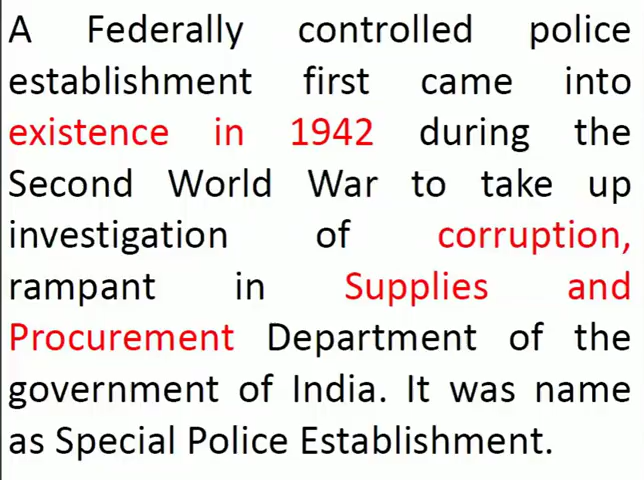 A Federally controlled police
establishment first came into
existence in 1942 during the
Second World War to take up
investigation of corruption,
rampant in Supplies and
Procurement Department of the
government of India. It was name
as Special Police Establishment.